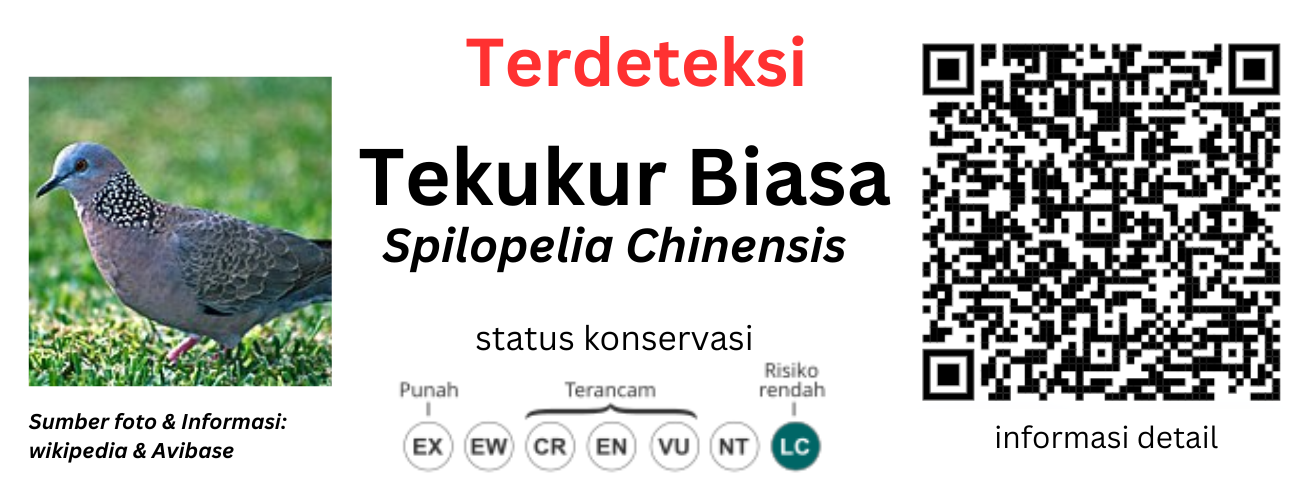 Terdeteksi
Tekukur Biasa
Spilopelia Chinensis
status konservasi
Punah
Terancam
Risiko
rendah
EX EW CR EN VU NT LC
Sumber foto & Informasi:
wikipedia & Avibase
informasi detail